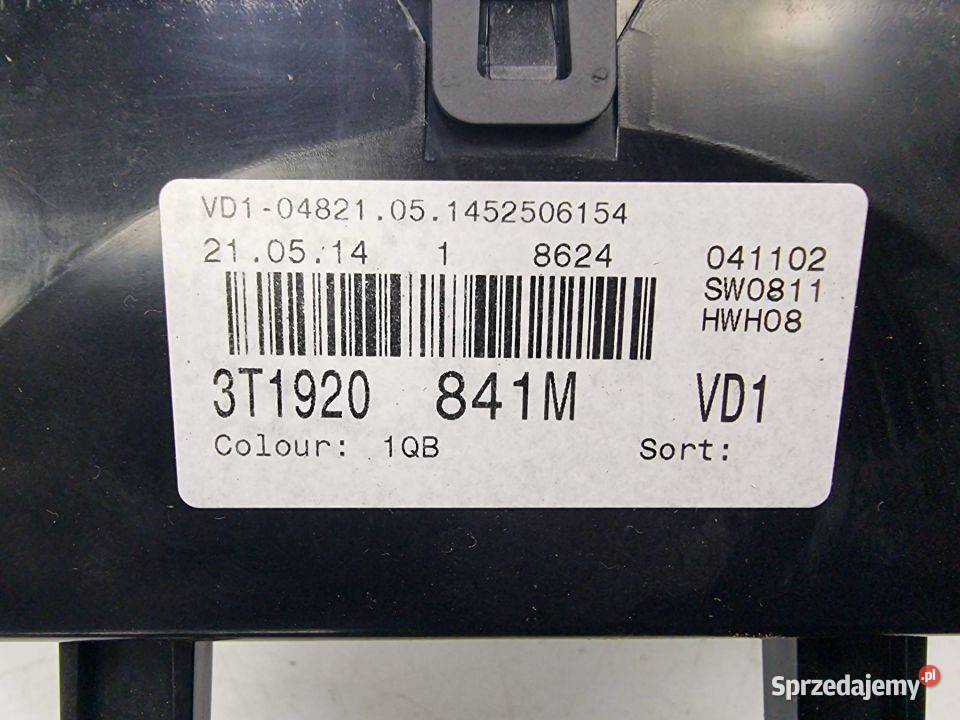 VD1-04821.05.1452506154
21.05.14 1 8624 041102
SW0811
HWH08
3T1920 841M VD1
Colour: 1QB Sort:
Sprzedajemy.pl